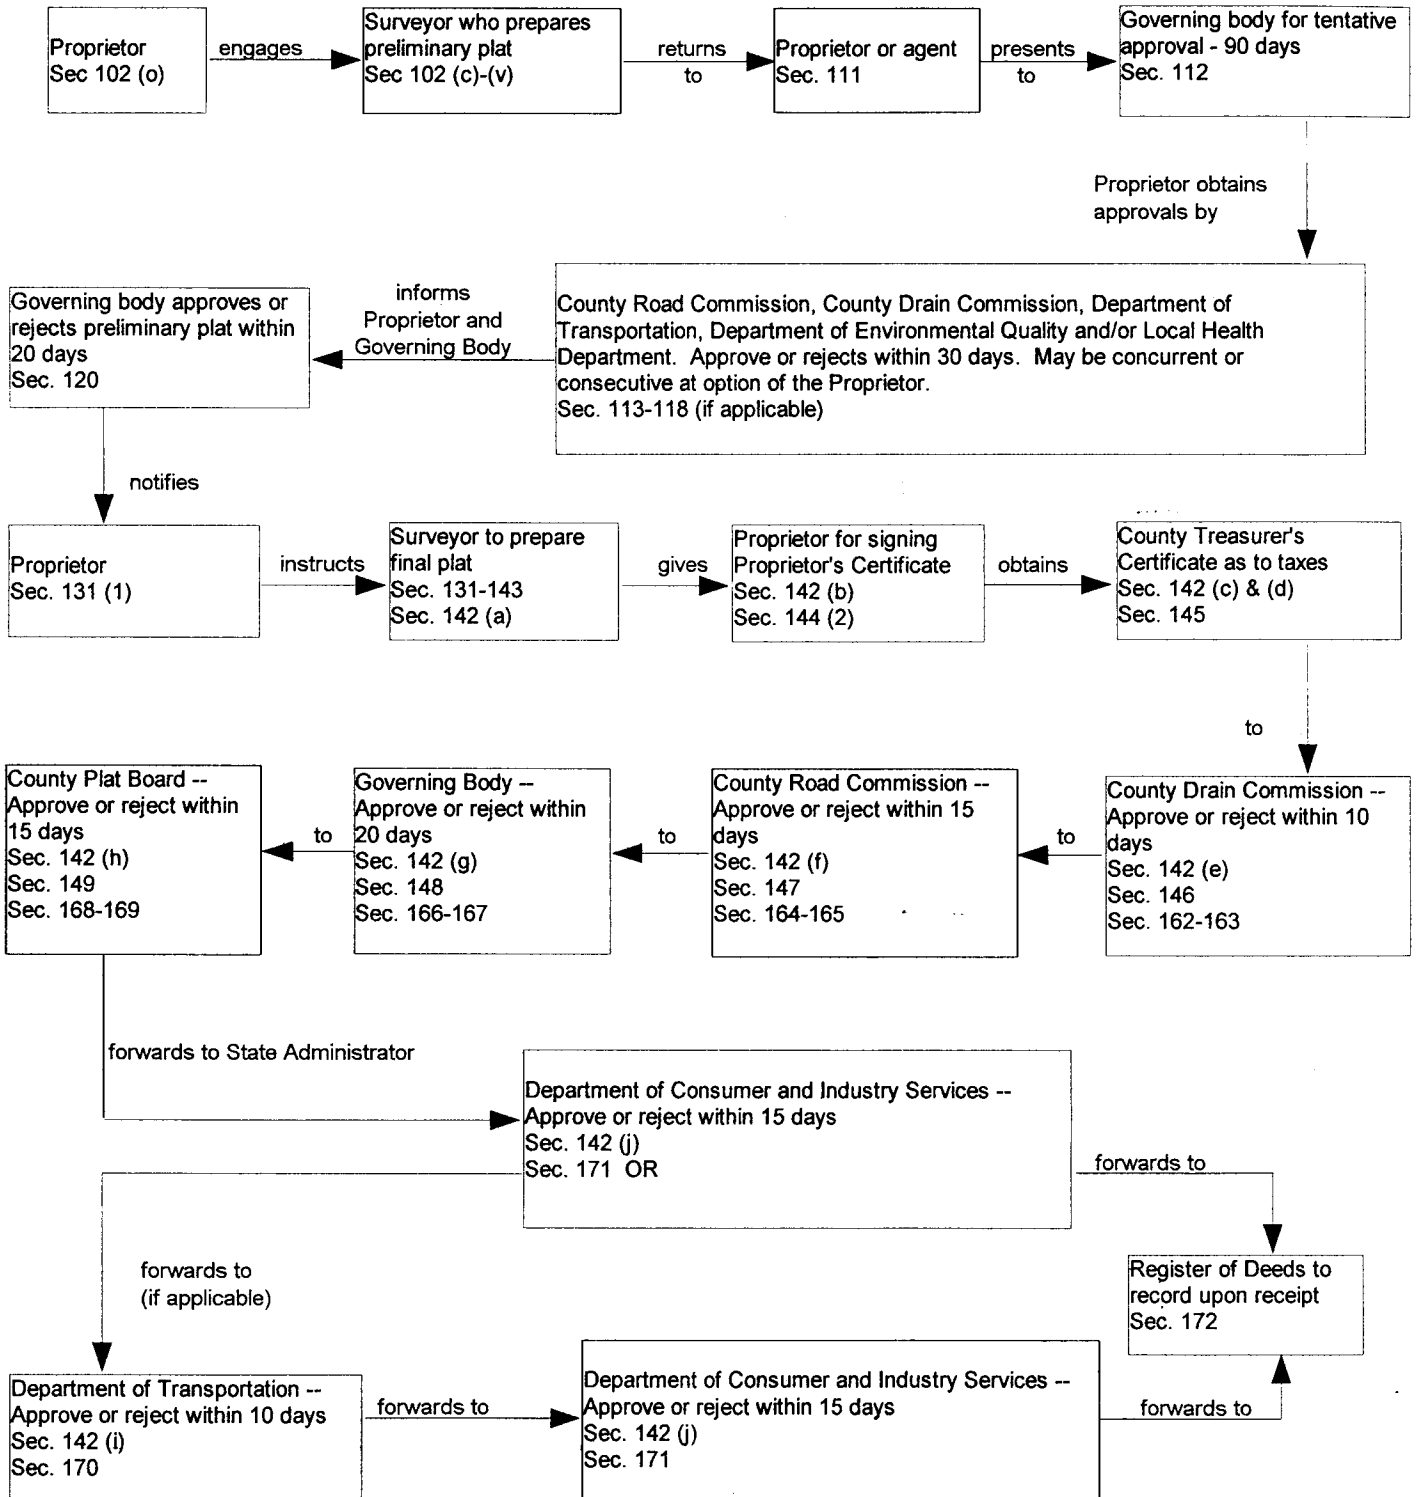 Proprietor
Sec 102 (o)
engages
Surveyor who prepares
preliminary plat
Sec 102 (c)-(v)
returns
to
Proprietor or agent
Sec. 111
presents
to
Governing body for tentative
approval - 90 days
Sec. 112
Proprietor obtains
approvals by
County Road Commission, County Drain Commission, Department of
Transportation, Department of Environmental Quality and/or Local Health
Department. Approve or rejects within 30 days. May be concurrent or
consecutive at option of the Proprietor.
Sec. 113-118 (if applicable)
informs
Proprietor and
Governing Body
Governing body approves or
rejects preliminary plat within
20 days
Sec. 120
notifies
Proprietor
Sec. 131 (1)
instructs
Surveyor to prepare
final plat
Sec. 131-143
Sec. 142 (a)
gives
Proprietor for signing
Proprietor's Certificate
Sec. 142 (b)
Sec. 144 (2)
obtains
County Treasurer's
Certificate as to taxes
Sec. 142 (c) & (d)
Sec. 145
to
County Drain Commission --
Approve or reject within 10
days
Sec. 142 (e)
Sec. 146
Sec. 162-163
to
County Road Commission --
Approve or reject within 15
days
Sec. 142 (f)
Sec. 147
Sec. 164-165
to
Governing Body --
Approve or reject within
20 days
Sec. 142 (g)
Sec. 148
Sec. 166-167
to
County Plat Board --
Approve or reject within
15 days
Sec. 142 (h)
Sec. 149
Sec. 168-169
forwards to State Administrator
Department of Consumer and Industry Services --
Approve or reject within 15 days
Sec. 142 (j)
Sec. 171 OR
forwards to
forwards to
(if applicable)
Register of Deeds to
record upon receipt
Sec. 172
Department of Transportation --
Approve or reject within 10 days
Sec. 142 (i)
Sec. 170
forwards to
Department of Consumer and Industry Services --
Approve or reject within 15 days
Sec. 142 (j)
Sec. 171
forwards to